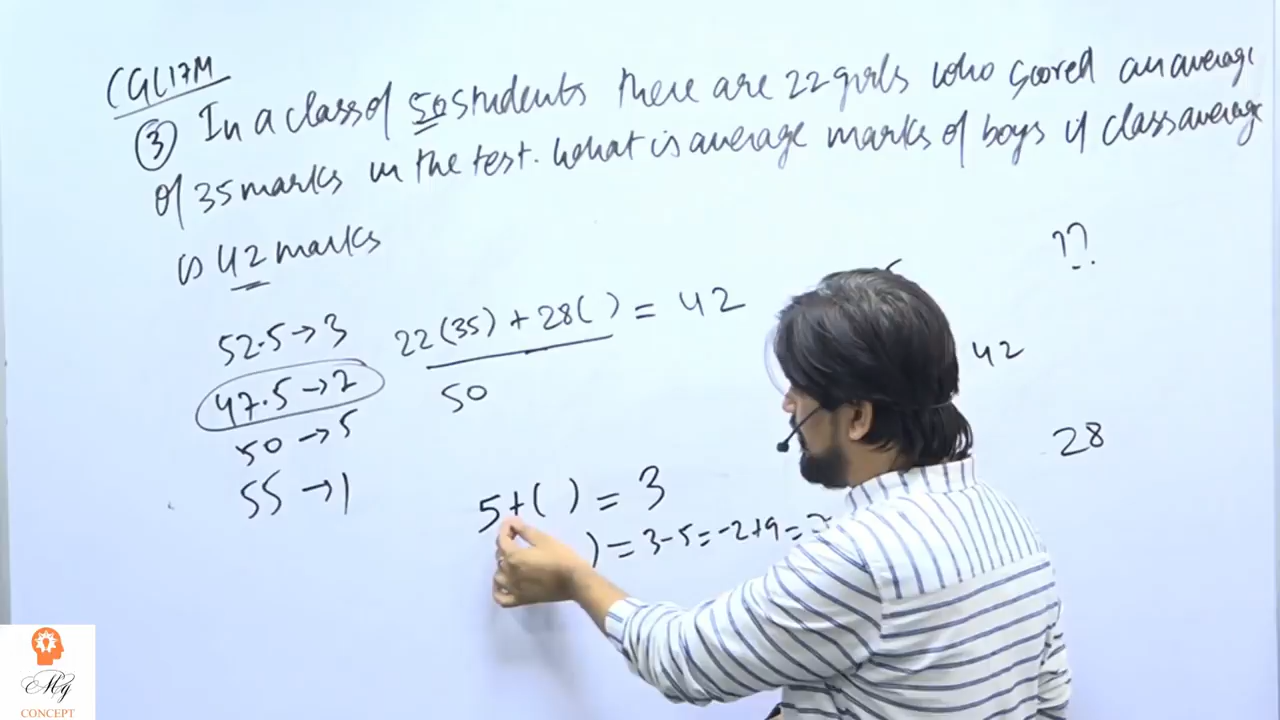 CGL17M
③ In a class of 50 students there are 22 girls who scored an average
of 35 marks in the test. What is average marks of boys if class average
is 42 marks
??
52.5→3
22(35) + 28( ) = 42
50
47.5→2
42
50→5
28
55→1
5+( ) = 3
) = 3-5=-2+9=7
Mg
CONCEPT